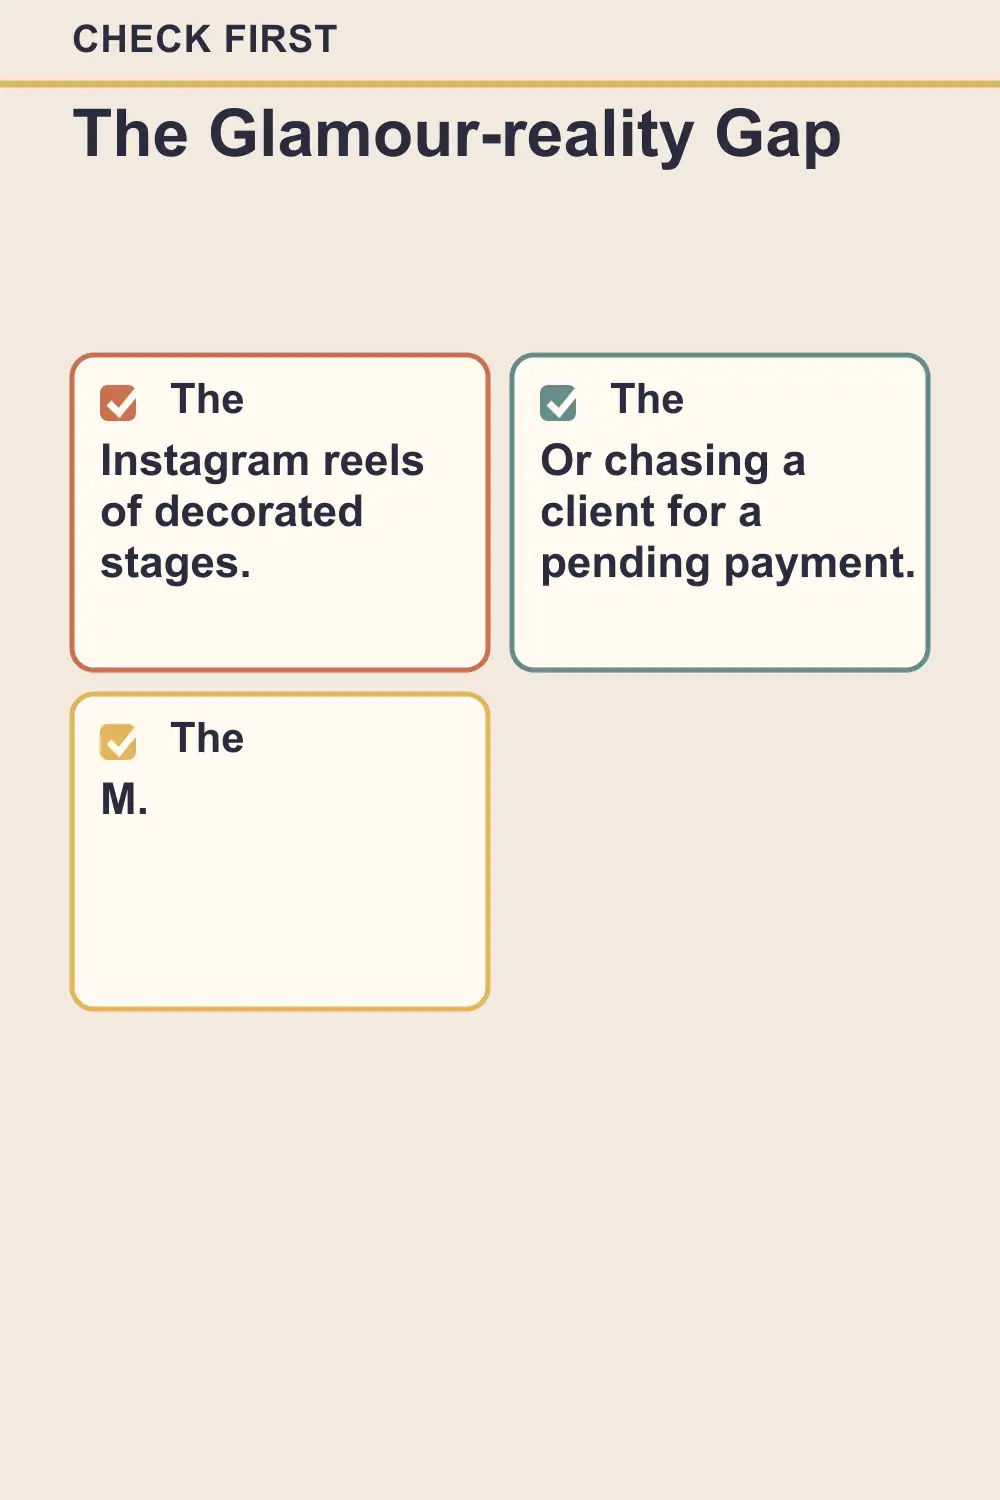 CHECK FIRST
The Glamour-reality Gap
The
Instagram reels
of decorated
stages.
The
Or chasing a
client for a
pending payment.
The
M.